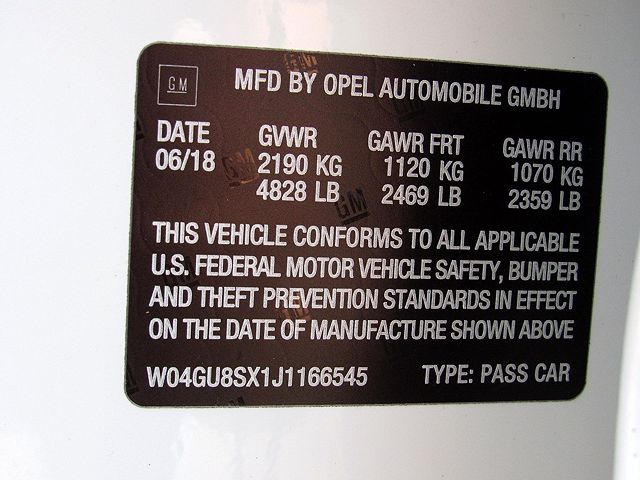 GM
MFD BY OPEL AUTOMOBILE GMBH
DATE GVWR GAWR FRT GAWR RR
06/18 2190 KG 1120 KG 1070 KG
4828 LB 2469 LB 2359 LB
THIS VEHICLE CONFORMS TO ALL APPLICABLE
U.S. FEDERAL MOTOR VEHICLE SAFETY, BUMPER
AND THEFT PREVENTION STANDARDS IN EFFECT
ON THE DATE OF MANUFACTURE SHOWN ABOVE
W04GU8SX1J1166545 TYPE: PASS CAR